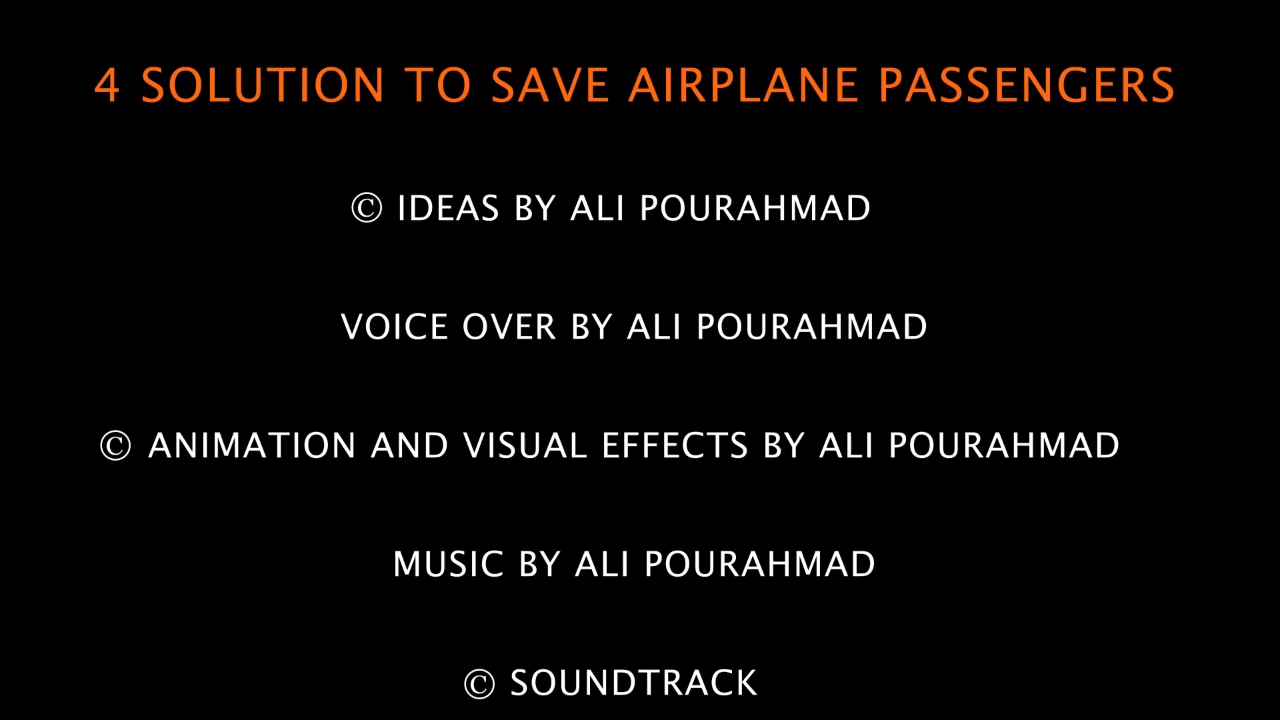 4 SOLUTION TO SAVE AIRPLANE PASSENGERS
© IDEAS BY ALI POURAHMAD
VOICE OVER BY ALI POURAHMAD
© ANIMATION AND VISUAL EFFECTS BY ALI POURAHMAD
MUSIC BY ALI POURAHMAD
© SOUNDTRACK